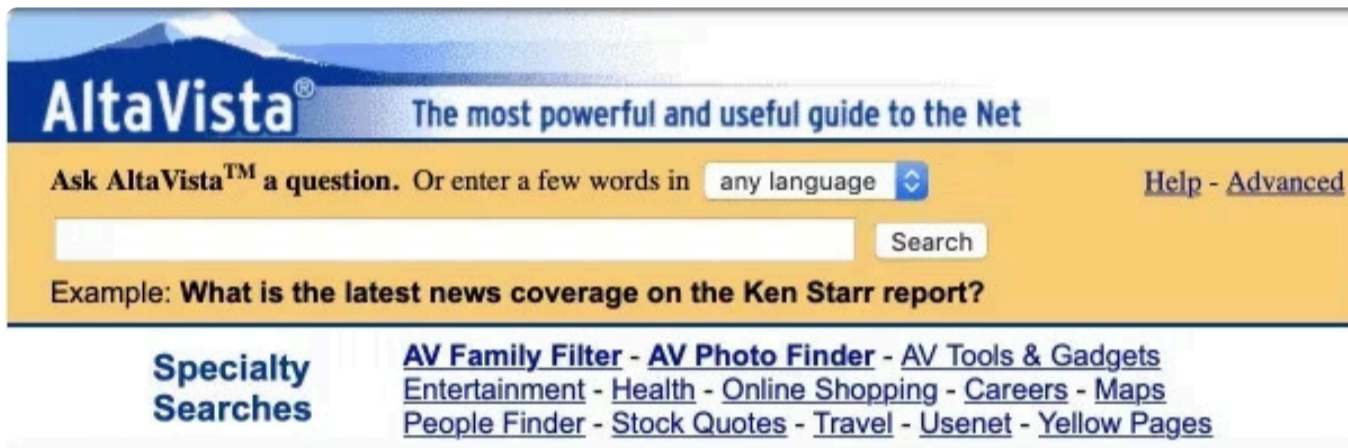 AltaVista®
The most powerful and useful guide to the Net
Ask AltaVista™ a question. Or enter a few words in any language Help - Advanced
Search
Example: What is the latest news coverage on the Ken Starr report?
Specialty Searches
AV Family Filter - AV Photo Finder - AV Tools & Gadgets
Entertainment - Health - Online Shopping - Careers - Maps
People Finder - Stock Quotes - Travel - Usenet - Yellow Pages